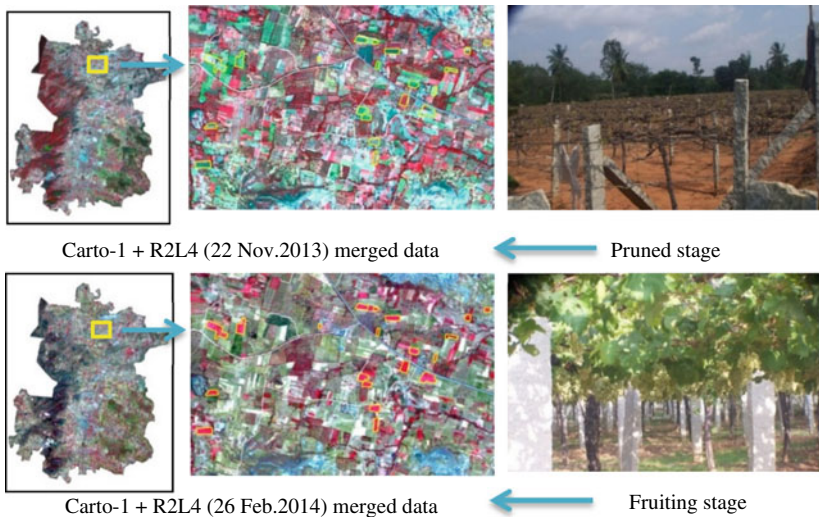 Carto-1 + R2L4 (22 Nov.2013) merged data
Pruned stage
Carto-1 + R2L4 (26 Feb.2014) merged data
Fruiting stage